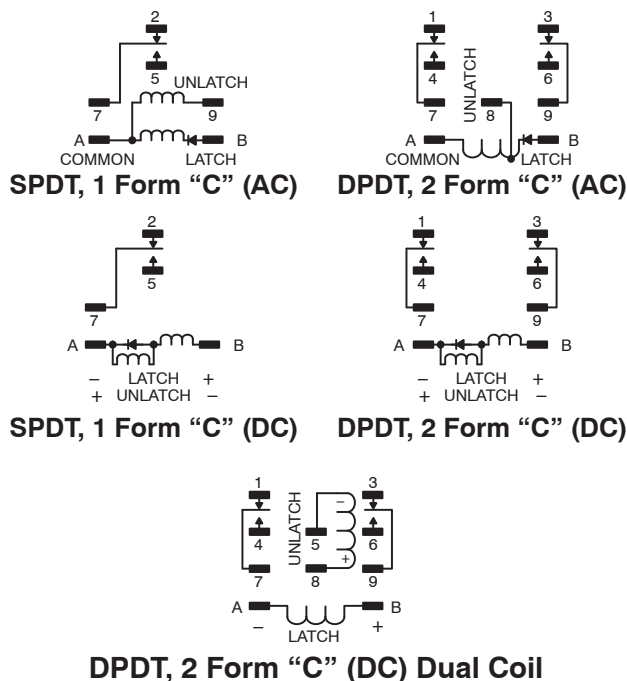 2
5
UNLATCH
7
9
A
B
COMMON
LATCH
SPDT, 1 Form “C” (AC)
1
3
4
UNLATCH
6
7
8
9
A
B
COMMON
LATCH
DPDT, 2 Form “C” (AC)
2
5
7
A
B
– LATCH +
+ UNLATCH –
SPDT, 1 Form “C” (DC)
1
3
4
6
7
9
A
B
– LATCH +
+ UNLATCH –
DPDT, 2 Form “C” (DC)
1
3
–
4
UNLATCH
5
6
+
7
8
9
A
B
– LATCH +
DPDT, 2 Form “C” (DC) Dual Coil